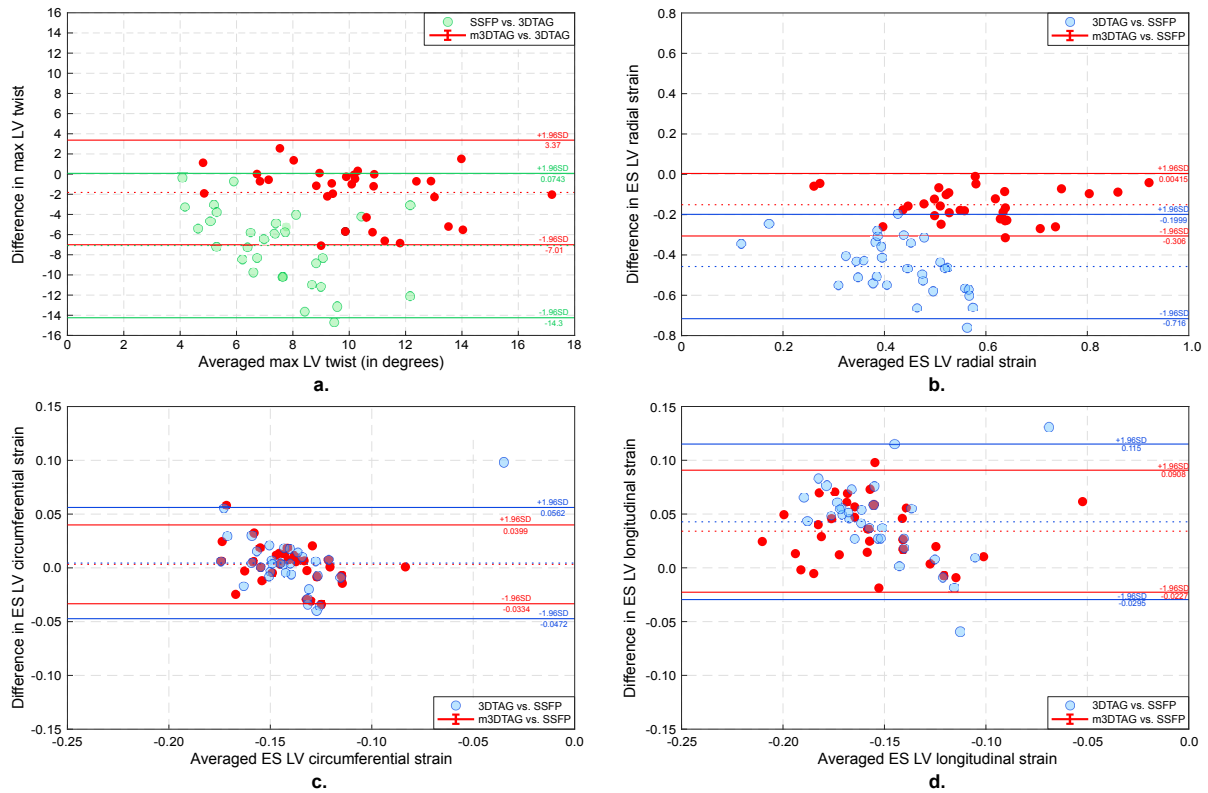 SSFP vs. 3DTAG
m3DTAG vs. 3DTAG
Difference in max LV twist
16
14
12
10
8
6
4
2
0
-2
-4
-6
-8
-10
-12
-14
16
+1.96SD
3.37
+1.96SD
0.0743
-1.96SD
-7.01
-1.96SD
-14.3
0
2
4
6
8
10
12
14
16
18
Averaged max LV twist (in degrees)
a.
3DTAG vs. SSFP
m3DTAG vs. SSFP
Difference in ES LV radial strain
0.8
0.6
0.4
0.2
0.0
-0.2
-0.4
-0.6
-0.8
+1.96SD
0.00415
+1.96SD
-0.1999
-1.96SD
-0.306
-1.96SD
-0.716
0
0.2
0.4
0.6
0.8
1.0
Averaged ES LV radial strain
b.
Difference in ES LV circumferential strain
0.15
0.10
0.05
0.0
-0.05
-0.10
-0.15
+1.96SD
0.0562
+1.96SD
0.0399
-1.96SD
-0.0334
-1.96SD
-0.0472
3DTAG vs. SSFP
m3DTAG vs. SSFP
-0.25
-0.20
-0.15
-0.10
-0.05
0.0
Averaged ES LV circumferential strain
c.
Difference in ES LV longitudinal strain
0.15
0.10
0.05
0.0
-0.05
-0.10
-0.15
+1.96SD
0.115
+1.96SD
0.0908
-1.96SD
-0.0227
-1.96SD
-0.0295
3DTAG vs. SSFP
m3DTAG vs. SSFP
-0.25
-0.20
-0.15
-0.10
-0.05
0.0
Averaged ES LV longitudinal strain
d.